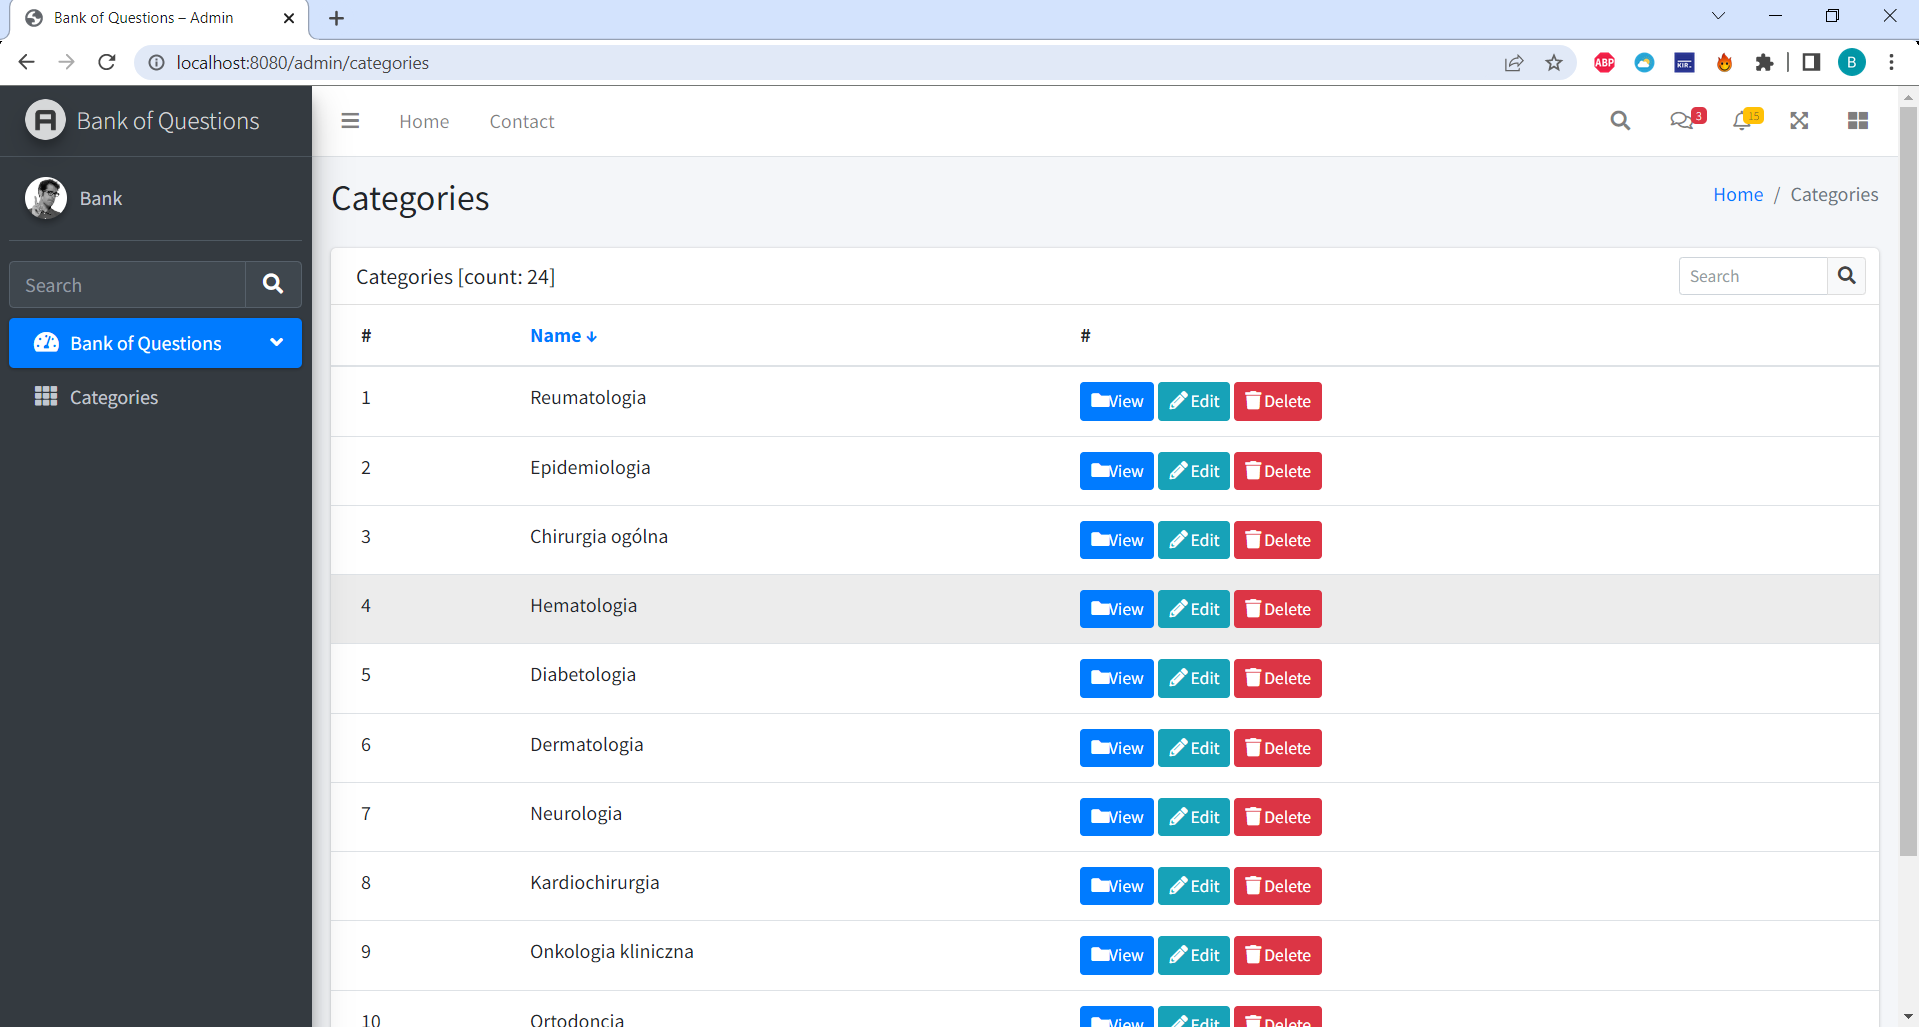 Bank of Questions – Admin
localhost:8080/admin/categories
ABP
KIR.
B
Bank of Questions
Home
Contact
3
15
Bank
Search
Bank of Questions
Categories
Categories
Home / Categories
Categories [count: 24]
Search
# Name ↓ #
1 Reumatologia View Edit Delete
2 Epidemiologia View Edit Delete
3 Chirurgia ogólna View Edit Delete
4 Hematologia View Edit Delete
5 Diabetologia View Edit Delete
6 Dermatologia View Edit Delete
7 Neurologia View Edit Delete
8 Kardiochirurgia View Edit Delete
9 Onkologia kliniczna View Edit Delete
10 Ortodoncja View Edit Delete